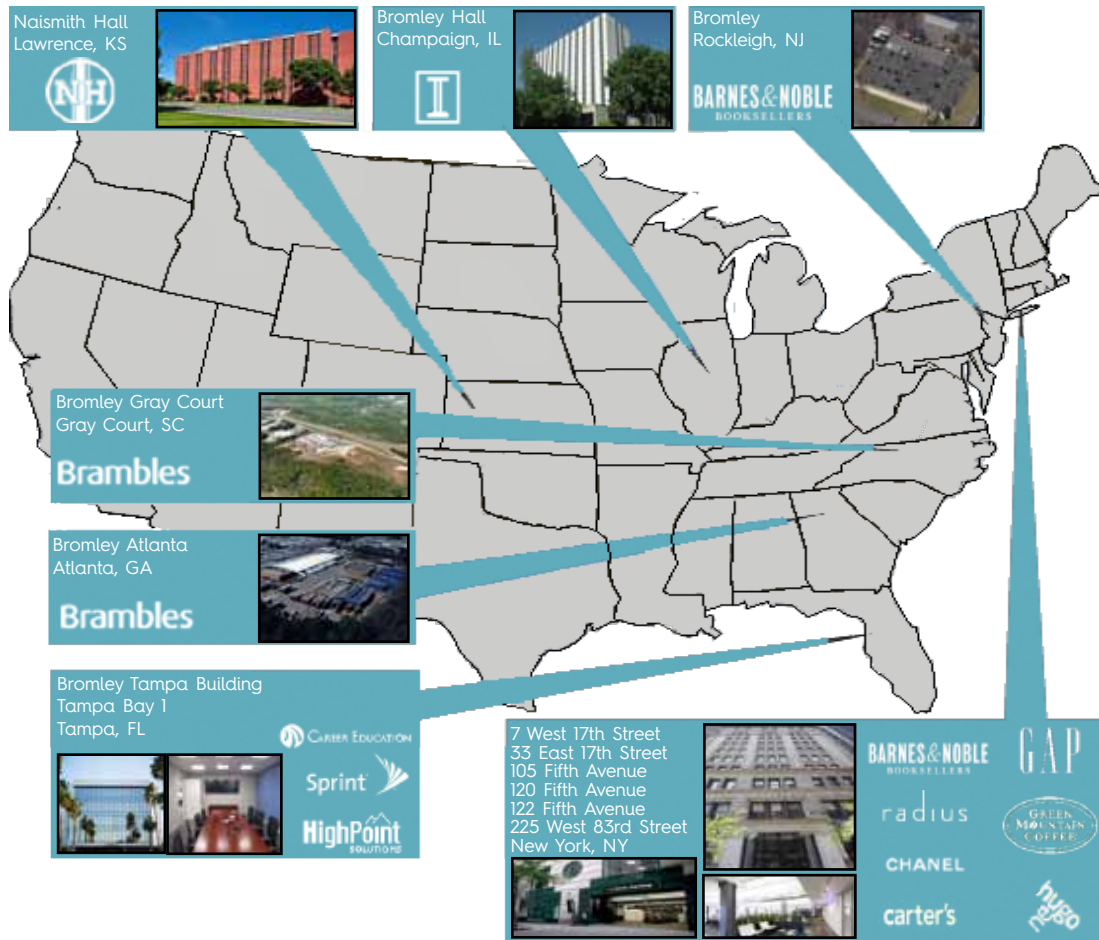 Naismith Hall
Lawrence, KS
NH
Bromley Hall
Champaign, IL
I
Bromley
Rockleigh, NJ
BARNES&NOBLE
BOOKSELLERS
Bromley Gray Court
Gray Court, SC
Brambles
Bromley Atlanta
Atlanta, GA
Brambles
Bromley Tampa Building
Tampa Bay 1
Tampa, FL
CAREER EDUCATION
Sprint
HighPoint
SOLUTIONS
7 West 17th Street
33 East 17th Street
105 Fifth Avenue
120 Fifth Avenue
122 Fifth Avenue
225 West 83rd Street
New York, NY
BARNES&NOBLE
BOOKSELLERS
GAP
radius
GREEN
MOUNTAIN
COFFEE
CHANEL
carter's
hugo
neg